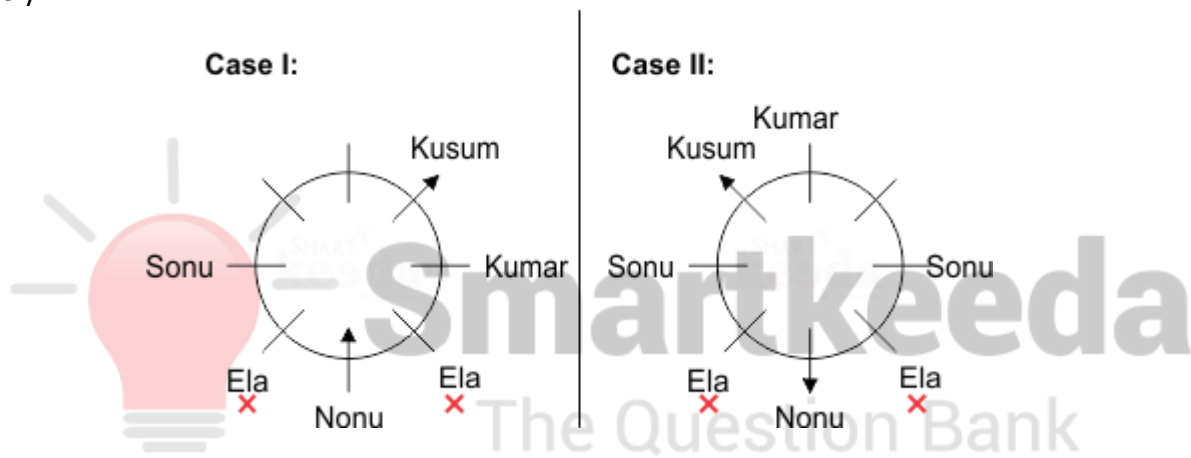 Case I:
Kusum
Sonu
Kumar
Ela
Nonu
Ela
Case II:
Kumar
Kusum
Sonu
Sonu
Ela
Nonu
Ela
Smartkeeda
The Question Bank